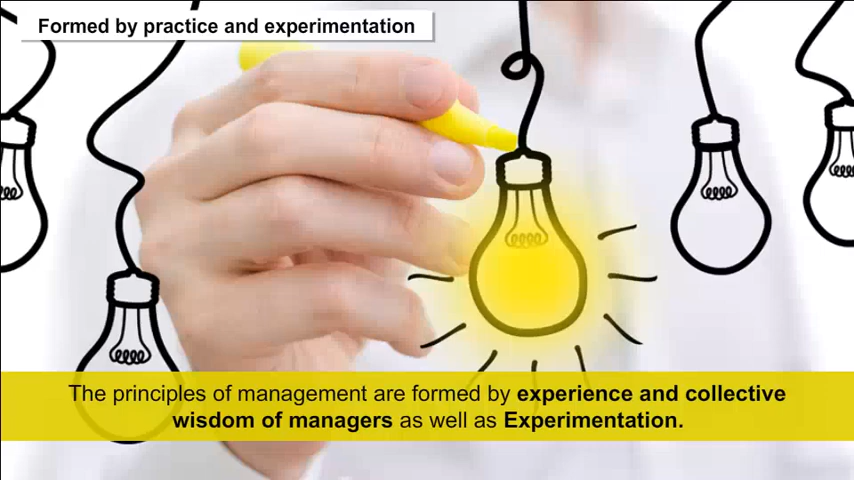 Formed by practice and experimentation
The principles of management are formed by experience and collective
wisdom of managers as well as Experimentation.